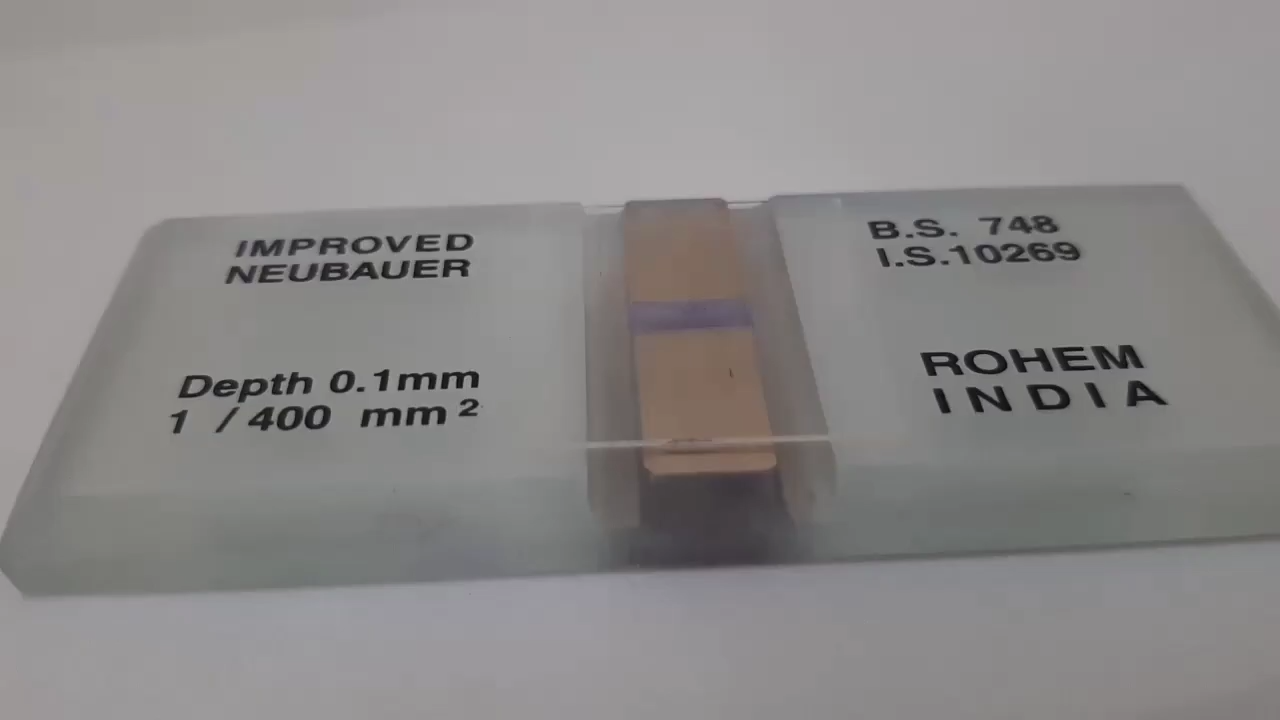 IMPROVED
NEUBAUER
Depth 0.1mm
1 /400 mm²
B.S. 748
I.S.10269
ROHEM
INDIA